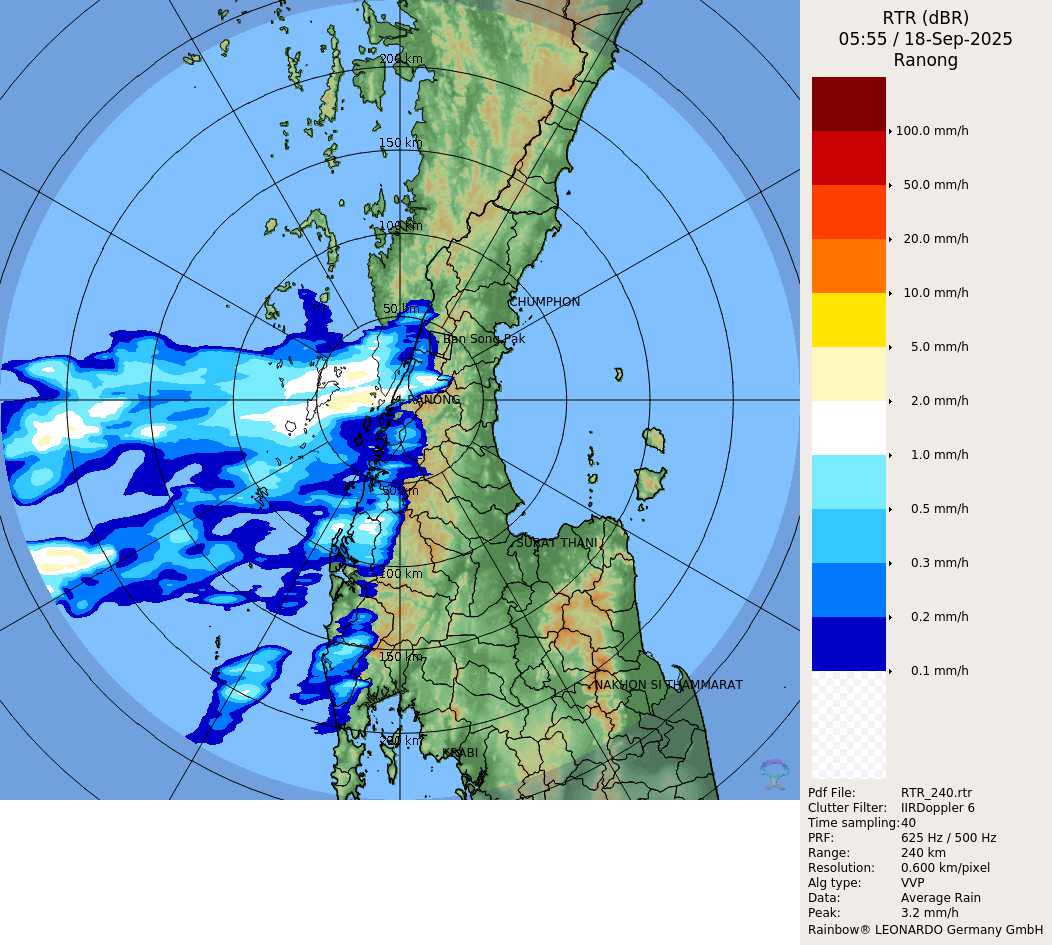 RTR (dBR)
05:55 / 18-Sep-2025
Ranong
200 km
150 km
100 km
50 km
CHUMPHON
Ban Song Pak
RANONG
50 km
SURAT THANI
100 km
150 km
NAKHON SI THAMMARAT
200 km
KRABI
100.0 mm/h
50.0 mm/h
20.0 mm/h
10.0 mm/h
5.0 mm/h
2.0 mm/h
1.0 mm/h
0.5 mm/h
0.3 mm/h
0.2 mm/h
0.1 mm/h
Pdf File: RTR_240.rtr
Clutter Filter: IIRDoppler 6
Time sampling: 40
PRF: 625 Hz / 500 Hz
Range: 240 km
Resolution: 0.600 km/pixel
Alg type: VVP
Data: Average Rain
Peak: 3.2 mm/h
Rainbow® LEONARDO Germany GmbH